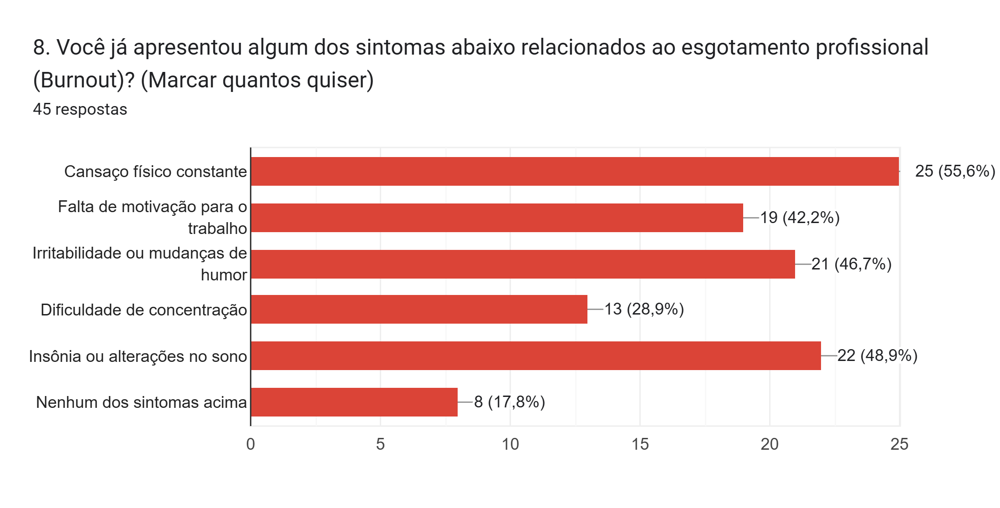 8. Você já apresentou algum dos sintomas abaixo relacionados ao esgotamento profissional
(Burnout)? (Marcar quantos quiser)
45 respostas
Cansaço físico constante
25 (55,6%)
Falta de motivação para o
trabalho
19 (42,2%)
Irritabilidade ou mudanças de
humor
21 (46,7%)
Dificuldade de concentração
13 (28,9%)
Insônia ou alterações no sono
22 (48,9%)
Nenhum dos sintomas acima
8 (17,8%)
0
5
10
15
20
25